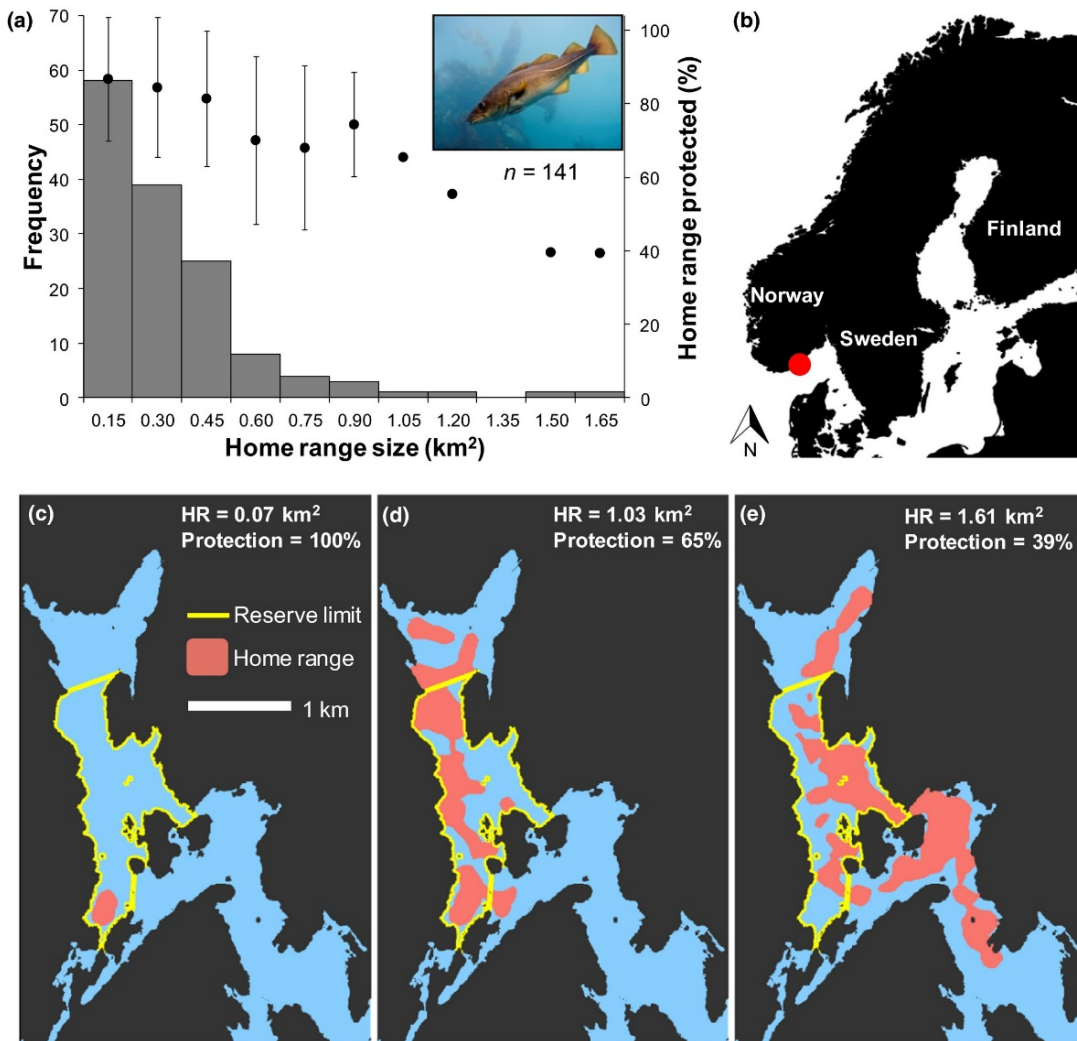 (a)
70
60
50
40
30
20
10
0
Frequency
100
80
60
40
20
0
Home range protected (%)
n = 141
0.15 0.30 0.45 0.60 0.75 0.90 1.05 1.20 1.35 1.50 1.65
Home range size (km²)
(b)
Finland
Norway
Sweden
N
(c)
HR = 0.07 km²
Protection = 100%
Reserve limit
Home range
1 km
(d)
HR = 1.03 km²
Protection = 65%
(e)
HR = 1.61 km²
Protection = 39%